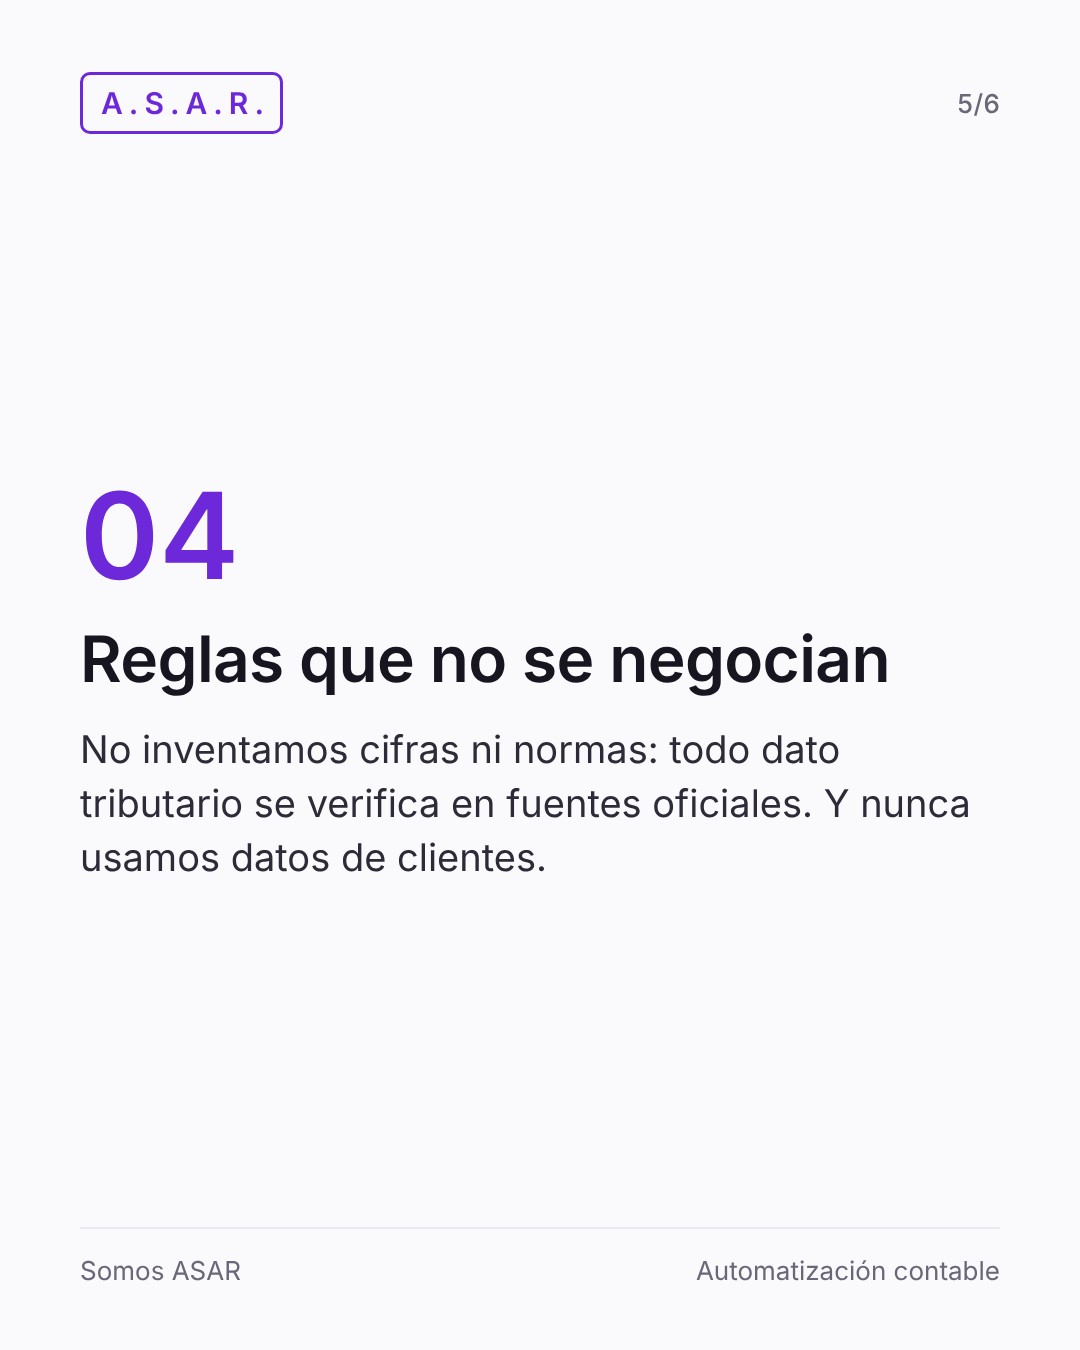 A.S.A.R.
5/6
04
Reglas que no se negocian
No inventamos cifras ni normas: todo dato
tributario se verifica en fuentes oficiales. Y nunca
usamos datos de clientes.
Somos ASAR
Automatización contable